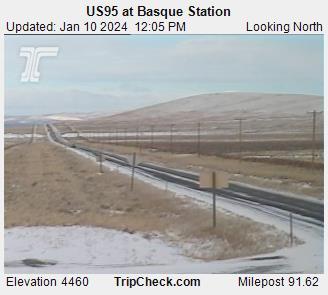 US95 at Basque Station
Updated: Jan 10 2024 12:05 PM Looking North
Elevation 4460 TripCheck.com Milepost 91.62